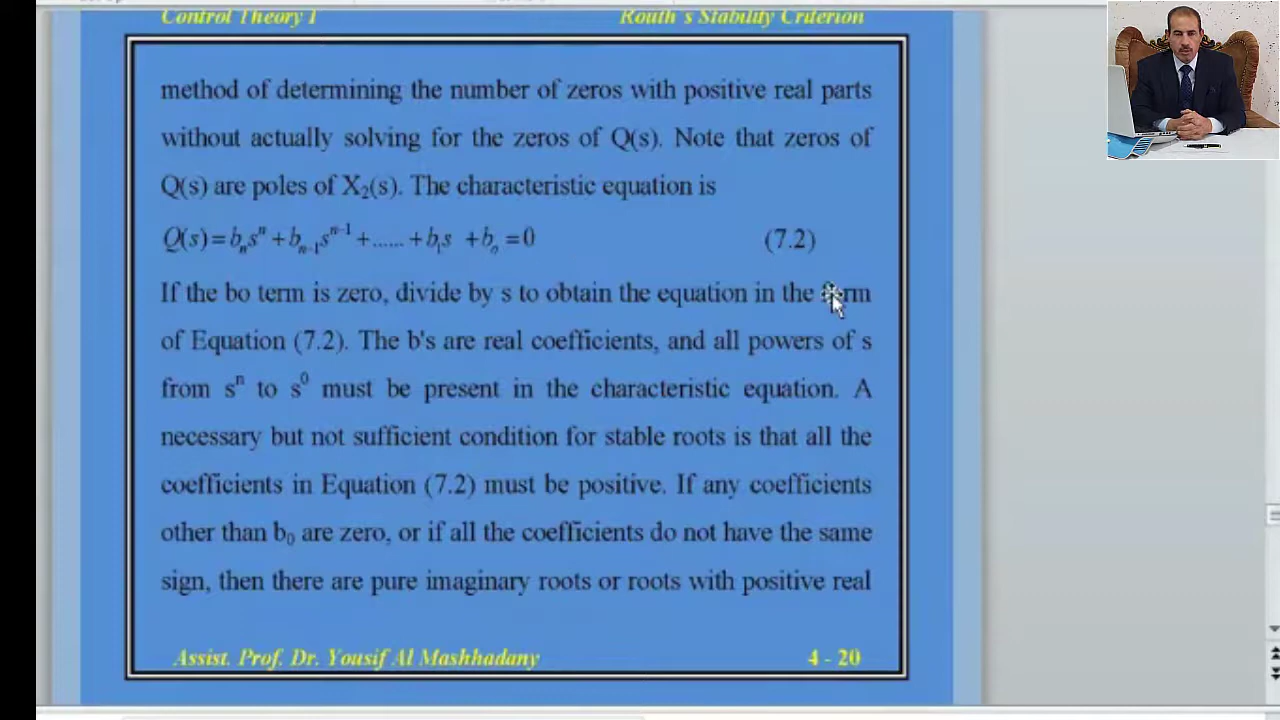 Control Theory I Routh's Stability Criterion
method of determining the number of zeros with positive real parts
without actually solving for the zeros of Q(s). Note that zeros of
Q(s) are poles of X₂(s). The characteristic equation is
Q(s)=bₙsⁿ+bₙ₋₁sⁿ⁻¹+......+b₁s +bₒ=0 (7.2)
If the bo term is zero, divide by s to obtain the equation in the form
of Equation (7.2). The b's are real coefficients, and all powers of s
from sⁿ to s⁰ must be present in the characteristic equation. A
necessary but not sufficient condition for stable roots is that all the
coefficients in Equation (7.2) must be positive. If any coefficients
other than b₀ are zero, or if all the coefficients do not have the same
sign, then there are pure imaginary roots or roots with positive real
Assist. Prof. Dr. Yousif Al Mashhadany 4 - 20